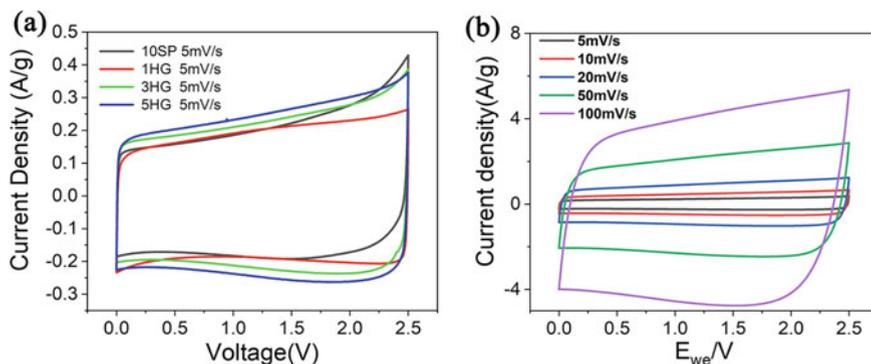 (a)
10SP 5mV/s
1HG 5mV/s
3HG 5mV/s
5HG 5mV/s
Current Density (A/g)
0.5
0.4
0.3
0.2
0.1
0.0
-0.1
-0.2
-0.3
0.0 0.5 1.0 1.5 2.0 2.5
Voltage(V)
(b)
5mV/s
10mV/s
20mV/s
50mV/s
100mV/s
Current density(A/g)
8
4
0
-4
0.0 0.5 1.0 1.5 2.0 2.5
Ewe/V